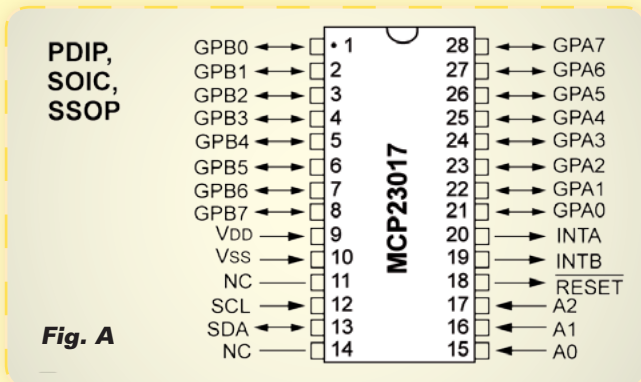 PDIP,
SOIC,
SSOP
GPB0 • 1 28 GPA7
GPB1 2 27 GPA6
GPB2 3 26 GPA5
GPB3 4 25 GPA4
GPB4 5 24 GPA3
GPB5 6 23 GPA2
GPB6 7 22 GPA1
GPB7 8 21 GPA0
VDD 9 20 INTA
VSS 10 19 INTB
NC 11 18 RESET
SCL 12 17 A2
SDA 13 16 A1
NC 14 15 A0
MCP23017
Fig. A